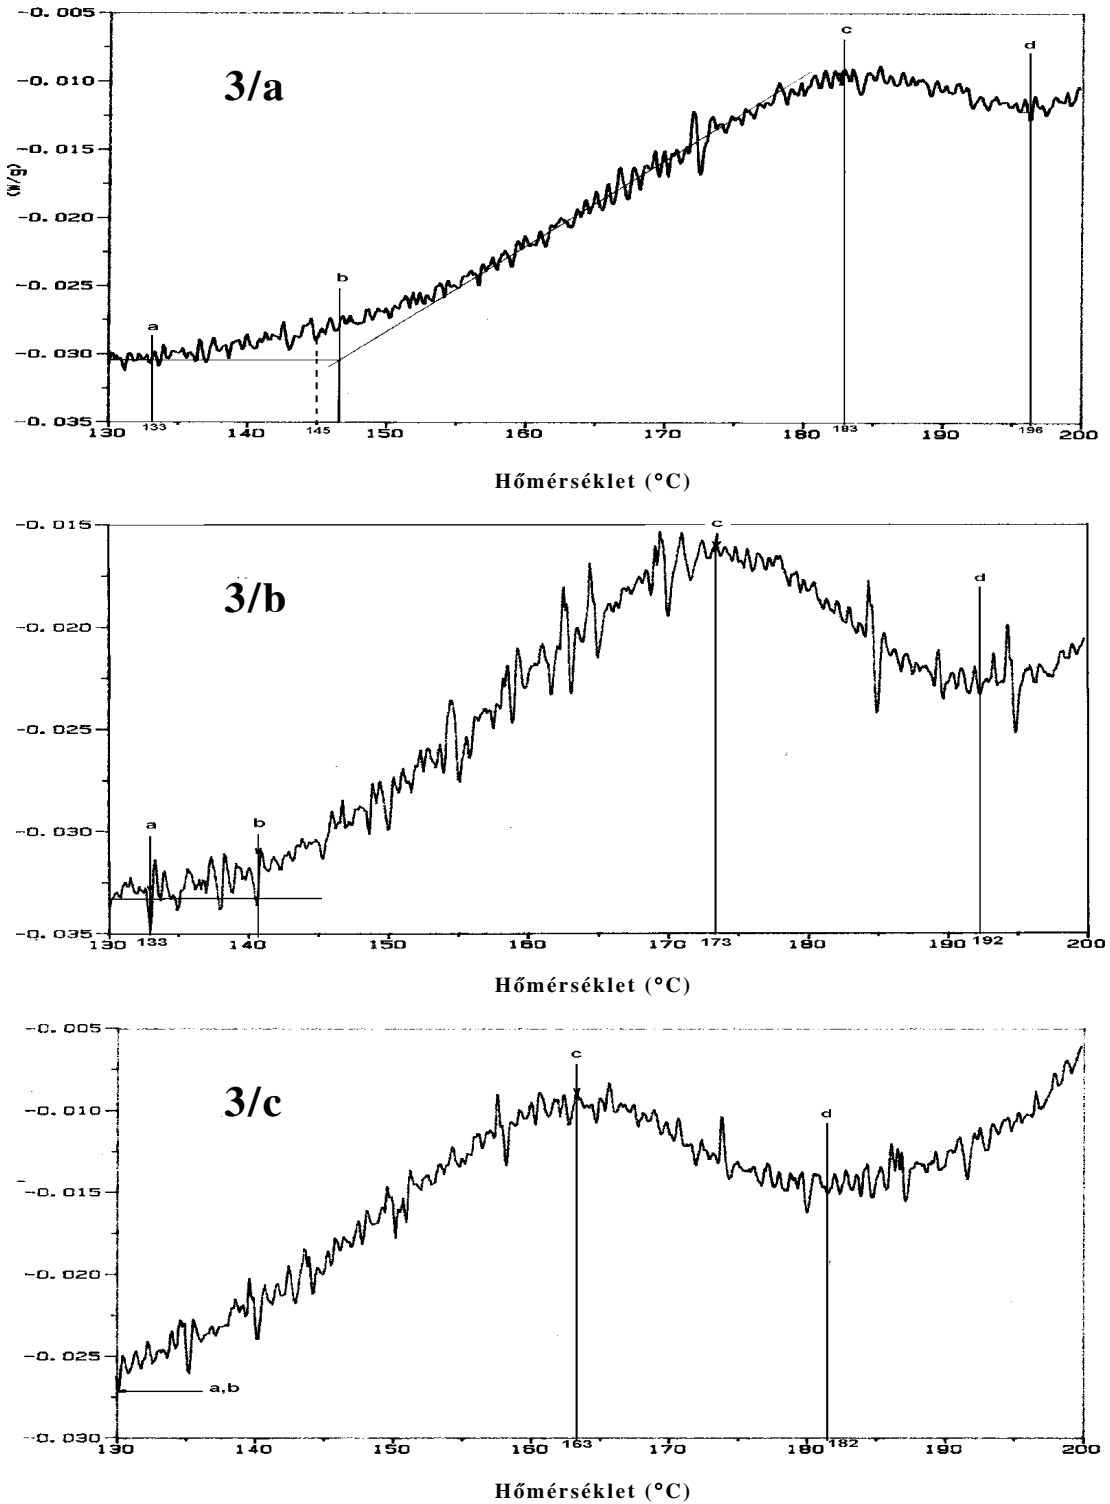 -0.005
c
d
3/a
-0.010
-0.015
(W/g)
-0.020
-0.025
b
a
-0.030
-0.035
130 133 140 145 150 160 170 180 183 190 196 200
Hőmérséklet (°C)
-0.015
c
d
3/b
-0.020
-0.025
-0.030
a
b
-0.035
130 133 140 150 160 170 173 180 190 192 200
Hőmérséklet (°C)
-0.005
c
3/c
-0.010
d
-0.015
-0.020
-0.025
a,b
-0.030
130 140 150 160 163 170 180 182 190 200
Hőmérséklet (°C)